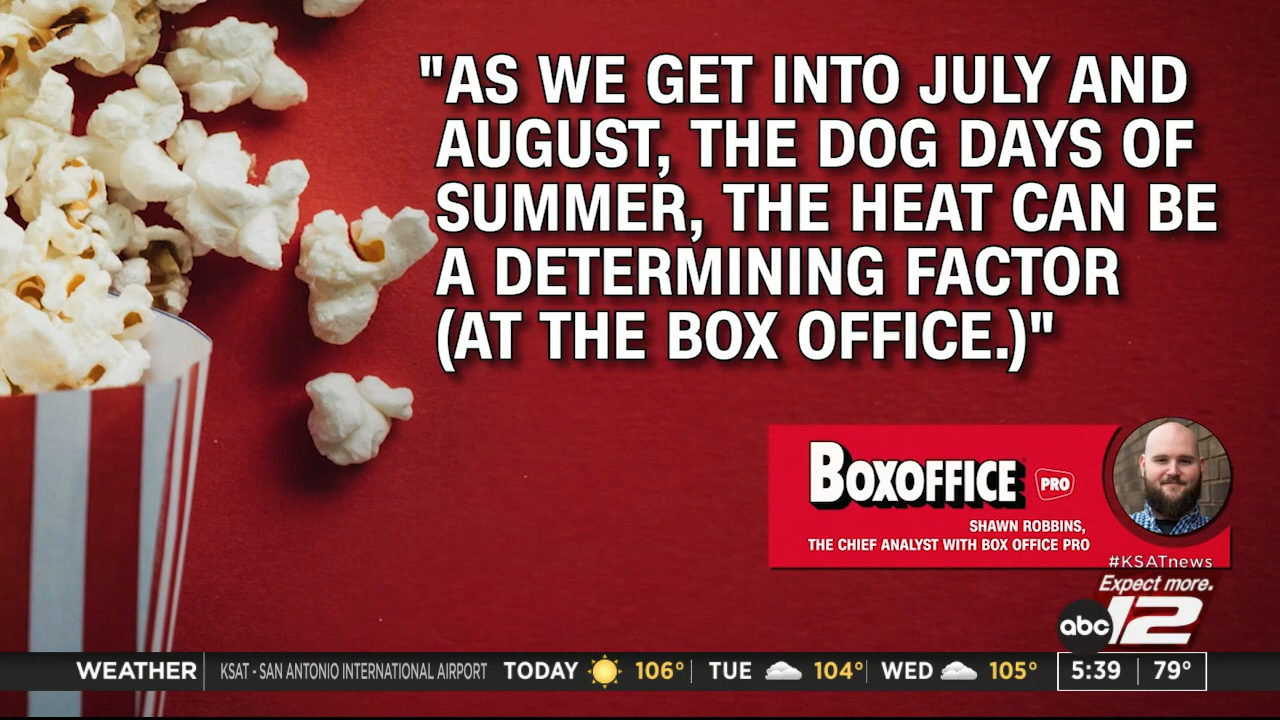 "AS WE GET INTO JULY AND
AUGUST, THE DOG DAYS OF
SUMMER, THE HEAT CAN BE
A DETERMINING FACTOR
(AT THE BOX OFFICE.)"
BOXOFFICE PRO
SHAWN ROBBINS,
THE CHIEF ANALYST WITH BOX OFFICE PRO
#KSATnews
Expect more.
abc 12
WEATHER KSAT - SAN ANTONIO INTERNATIONAL AIRPORT TODAY 106° TUE 104° WED 105° 5:39 79°